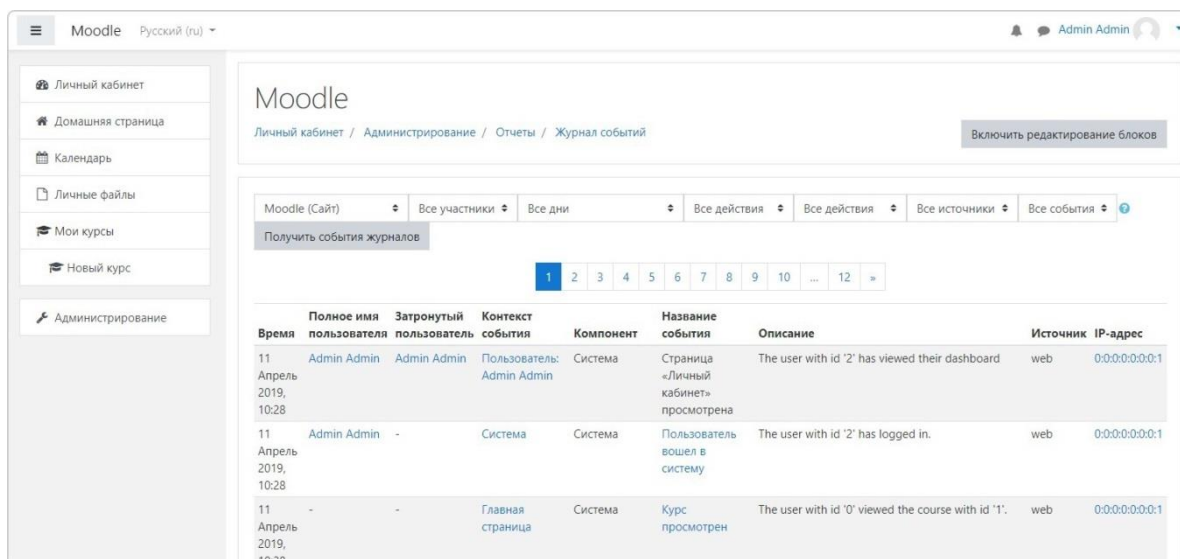 Moodle Русский (ru) Admin Admin
Личный кабинет
Домашняя страница
Календарь
Личные файлы
Мои курсы
Новый курс
Администрирование
Moodle
Личный кабинет / Администрирование / Отчеты / Журнал событий
Включить редактирование блоков
Moodle (Сайт) Все участники Все дни Все действия Все действия Все источники Все события
Получить события журналов
1 2 3 4 5 6 7 8 9 10 ... 12 »
Время Полное имя пользователя Затронутый пользователь Контекст события Компонент Название события Описание Источник IP-адрес
11 Апрель 2019, 10:28 Admin Admin Admin Admin Пользователь: Admin Admin Система Страница «Личный кабинет» просмотрена The user with id '2' has viewed their dashboard web 0:0:0:0:0:0:0:1
11 Апрель 2019, 10:28 Admin Admin - Система Система Пользователь вошел в систему The user with id '2' has logged in. web 0:0:0:0:0:0:0:1
11 Апрель 2019, - - Главная страница Система Курс просмотрен The user with id '0' viewed the course with id '1'. web 0:0:0:0:0:0:0:1